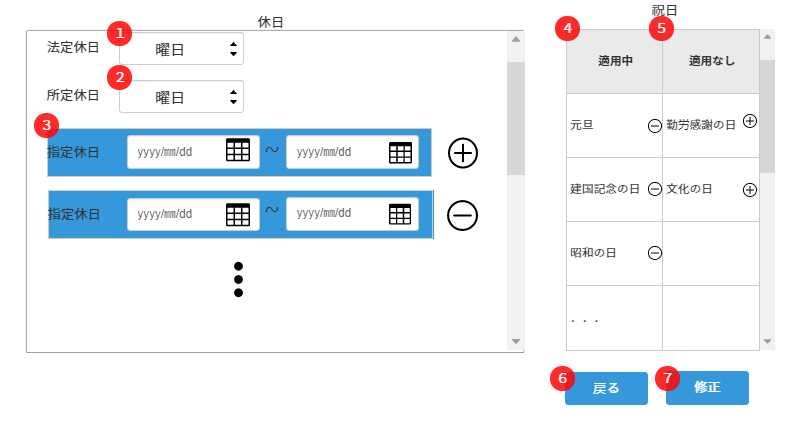 休日
1
法定休日 曜日
2
所定休日 曜日
3
指定休日 yyyy/mm/dd ～ yyyy/mm/dd
指定休日 yyyy/mm/dd ～ yyyy/mm/dd
祝日
4 5
適用中 適用なし
元旦 勤労感謝の日
建国記念の日 文化の日
昭和の日
．．．
6 戻る 7 修正